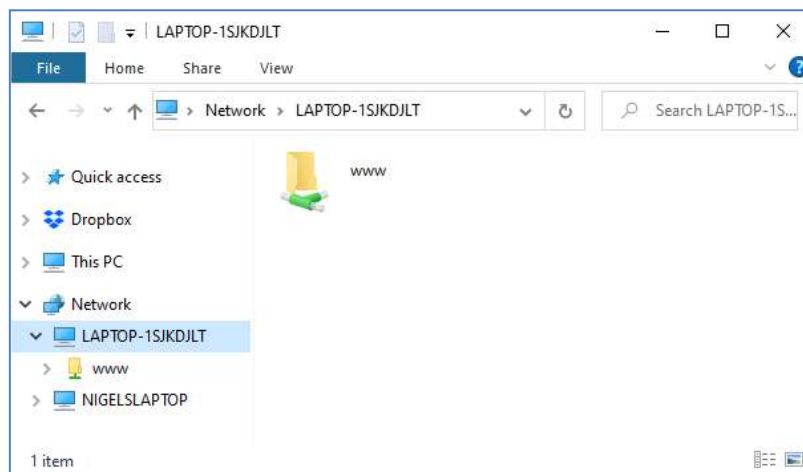 LAPTOP-1SJKDJLT
File Home Share View ?
Network > LAPTOP-1SJKDJLT Search LAPTOP-1S...
Quick access
Dropbox
This PC
Network
LAPTOP-1SJKDJLT
www
NIGELSLAPTOP
www
1 item